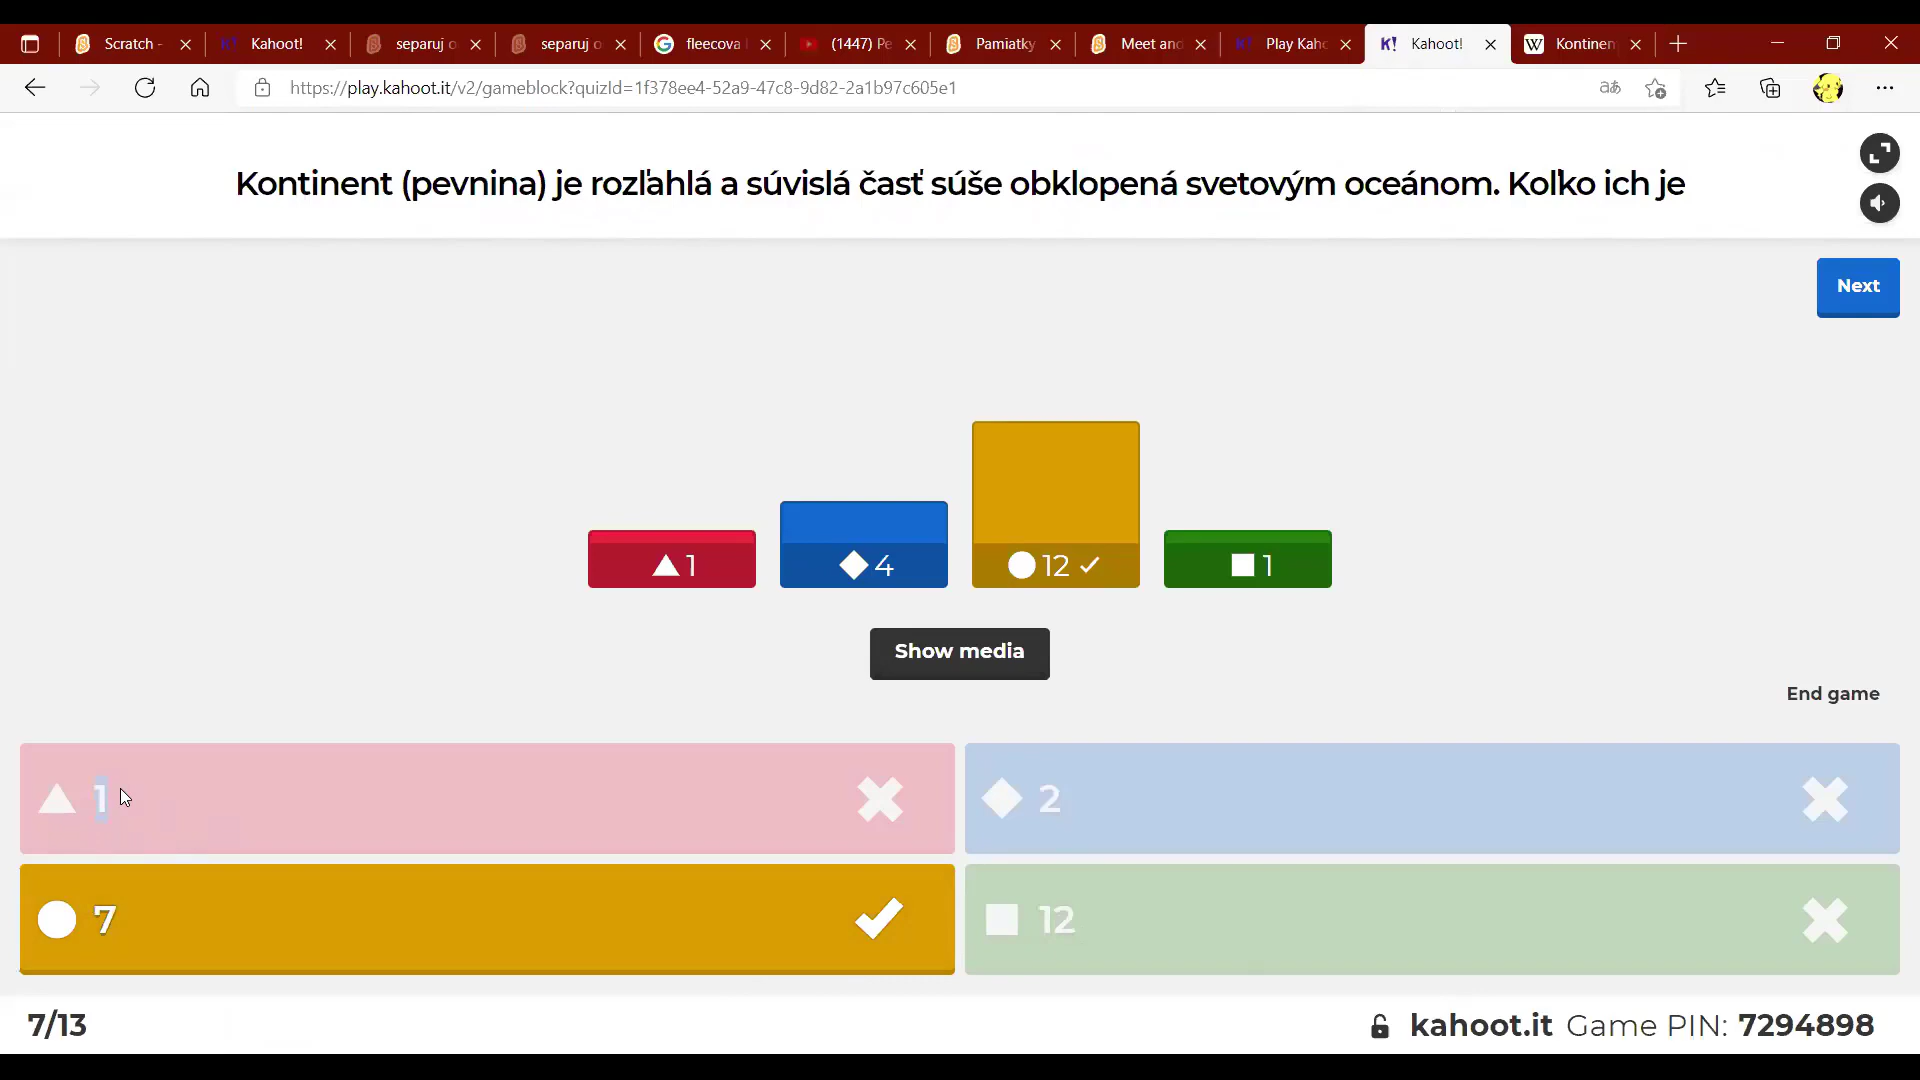 Scratch -
Kahoot!
separuj o
separuj o
fleecova
(1447) Pe
Pamiatky
Meet and
Play Kaho
Kahoot!
Kontinen
https://play.kahoot.it/v2/gameblock?quizId=1f378ee4-52a9-47c8-9d82-2a1b97c605e1
Kontinent (pevnina) je rozľahlá a súvislá časť súše obklopená svetovým oceánom. Koľko ich je
Next
1
4
12
1
Show media
End game
1
2
7
12
7/13
kahoot.it Game PIN: 7294898